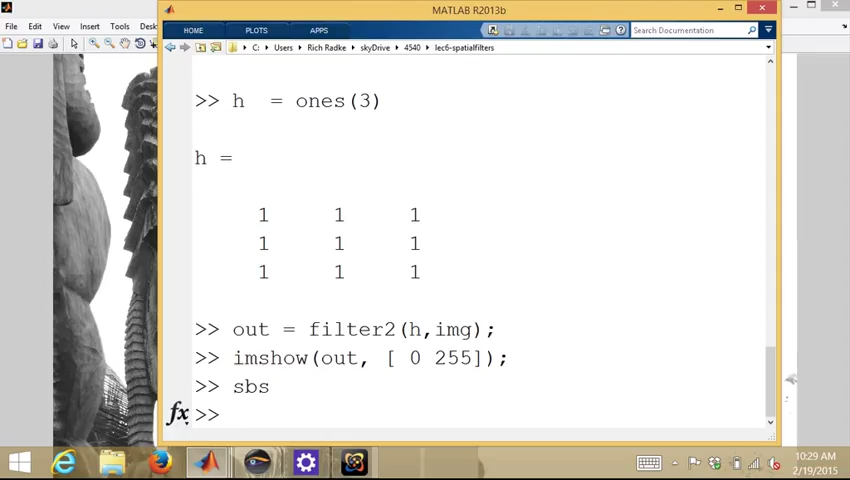 MATLAB R2013b
File Edit View Insert Tools
HOME PLOTS APPS
Search Documentation
C: Users Rich Radke skyDrive 4540 lec6-spatialfilters
>> h = ones(3)
h =
1 1 1
1 1 1
1 1 1
>> out = filter2(h,img);
>> imshow(out, [ 0 255]);
>> sbs
fx >>
10:29 AM
2/19/2015